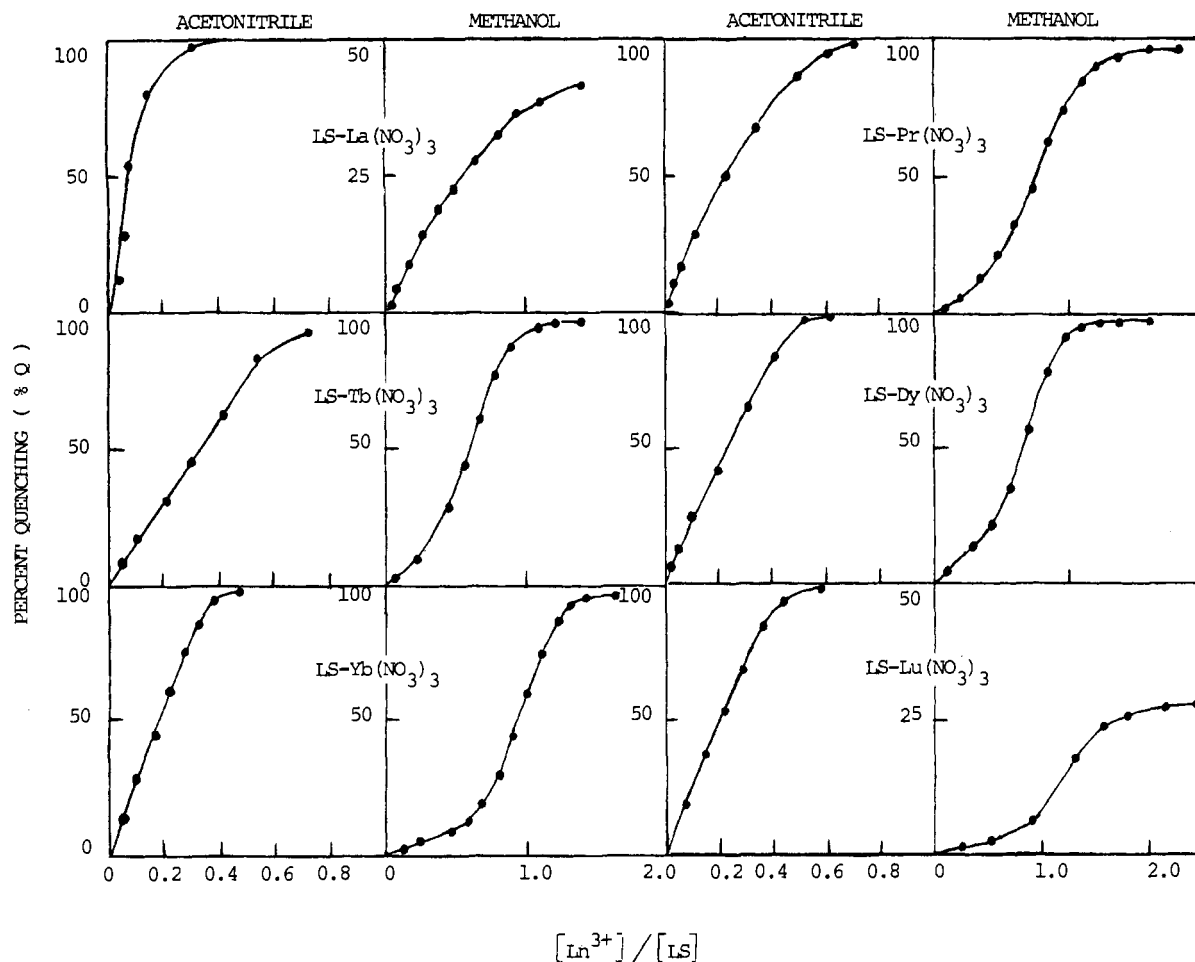 ACETONITRILE METHANOL ACETONITRILE METHANOL
100 50 100 100
LS-La(NO3)3 LS-Pr(NO3)3
50 25 50 50
0
100 100 100 100
LS-Tb(NO3)3 LS-Dy(NO3)3
50 50 50 50
0 0
100 100 100 50
LS-Yb(NO3)3 LS-Lu(NO3)3
50 50 50 25
0 0
0 0.2 0.4 0.6 0.8 1.0 2.0 0 0.2 0.4 0.6 0.8 1.0 2.0
PERCENT QUENCHING ( % Q )
[Ln3+]/[LS]